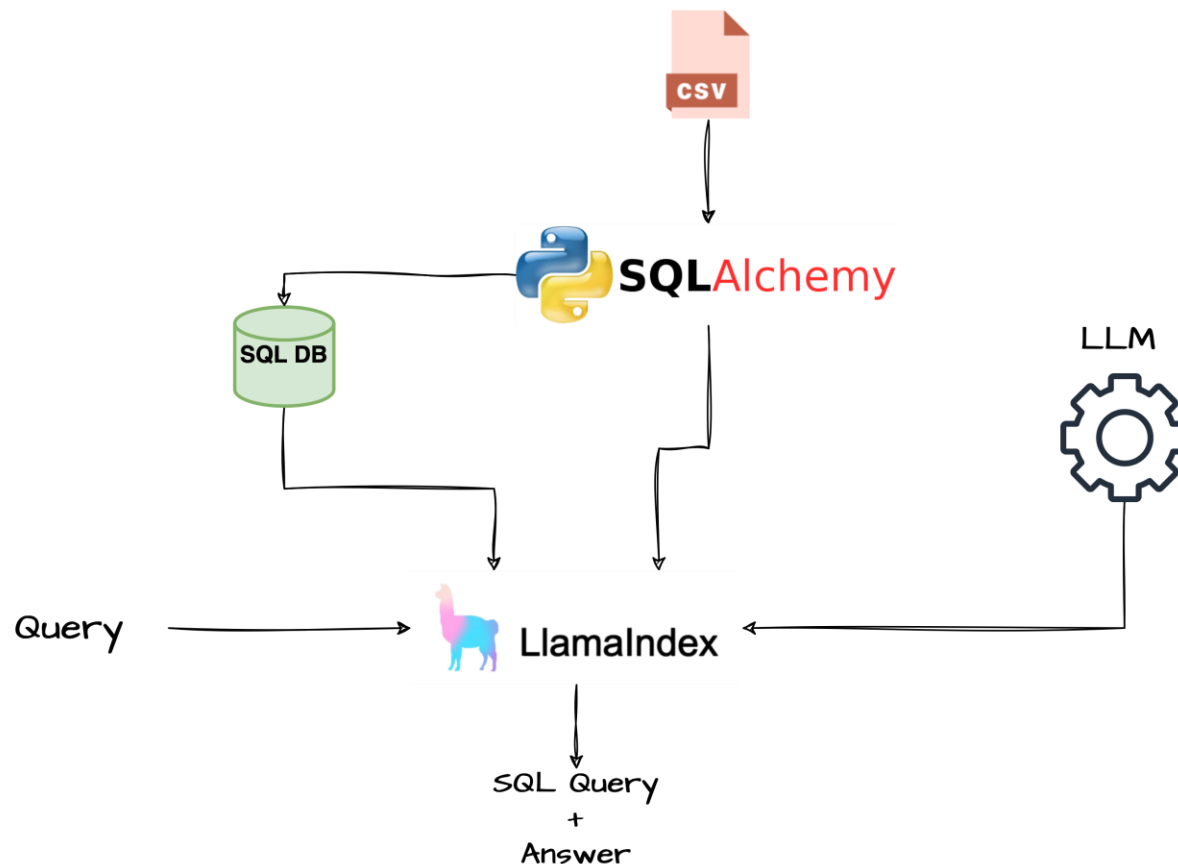 CSV
SQLAlchemy
SQL DB
LLM
Query
LlamaIndex
SQL Query
+
Answer